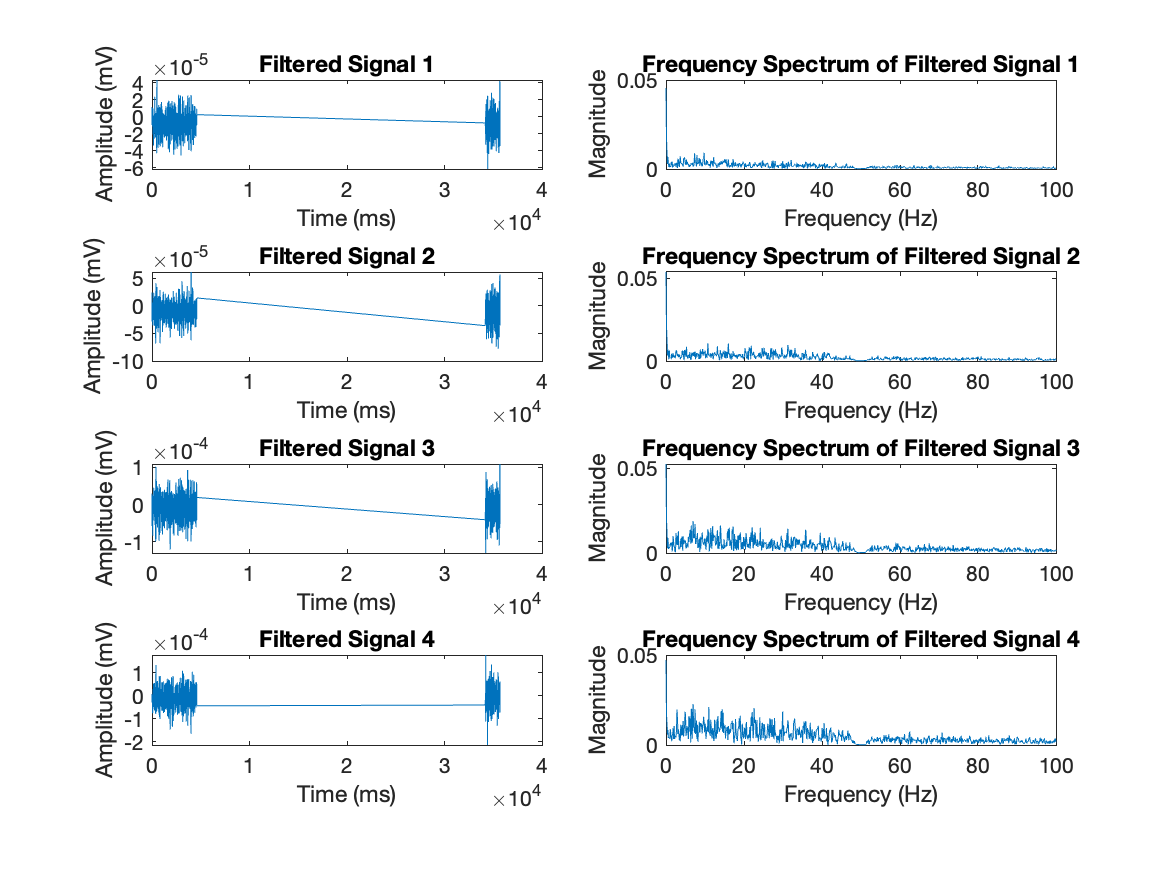 Filtered Signal 1
×10^-5
Amplitude (mV)
4
2
0
-2
-4
-6
0 1 2 3 4
Time (ms)
×10^4
Frequency Spectrum of Filtered Signal 1
Magnitude
0.05
0
0 20 40 60 80 100
Frequency (Hz)
Filtered Signal 2
×10^-5
Amplitude (mV)
5
0
-5
-10
0 1 2 3 4
Time (ms)
×10^4
Frequency Spectrum of Filtered Signal 2
Magnitude
0.05
0
0 20 40 60 80 100
Frequency (Hz)
Filtered Signal 3
×10^-4
Amplitude (mV)
1
0
-1
0 1 2 3 4
Time (ms)
×10^4
Frequency Spectrum of Filtered Signal 3
Magnitude
0.05
0
0 20 40 60 80 100
Frequency (Hz)
Filtered Signal 4
×10^-4
Amplitude (mV)
1
0
-1
-2
0 1 2 3 4
Time (ms)
×10^4
Frequency Spectrum of Filtered Signal 4
Magnitude
0.05
0
0 20 40 60 80 100
Frequency (Hz)